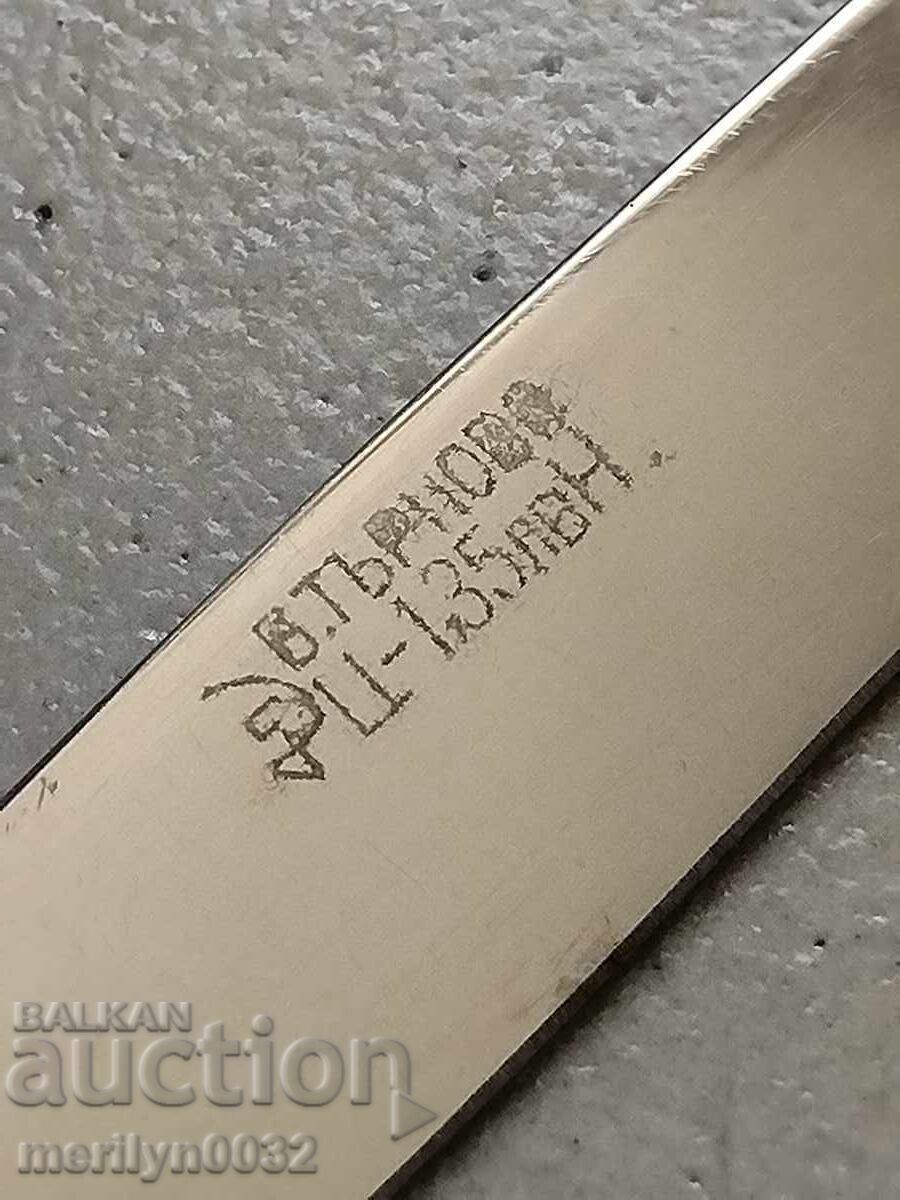 В.ТЪРНОВО
Ц-1.35ЛВ
BALKAN
auction
merilyn0032